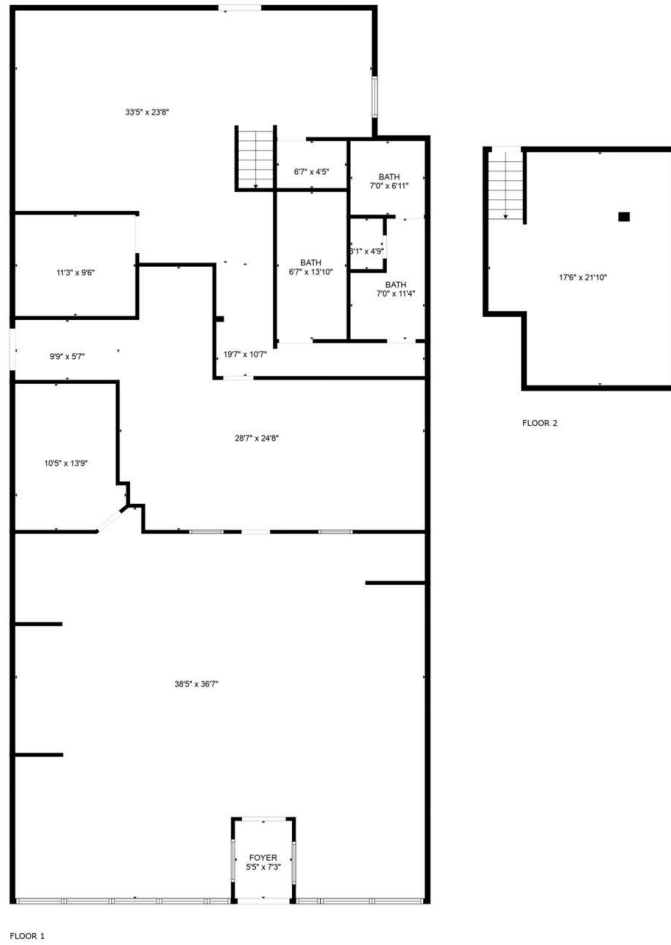 33'5" x 23'8"
6'7" x 4'5"
BATH
7'0" x 6'11"
11'3" x 9'6"
BATH
6'7" x 13'10"
3'1" x 4'9"
BATH
7'0" x 11'4"
9'9" x 5'7"
19'7" x 10'7"
28'7" x 24'8"
10'5" x 13'9"
38'5" x 36'7"
FOYER
5'5" x 7'3"
FLOOR 1
17'6" x 21'10"
FLOOR 2